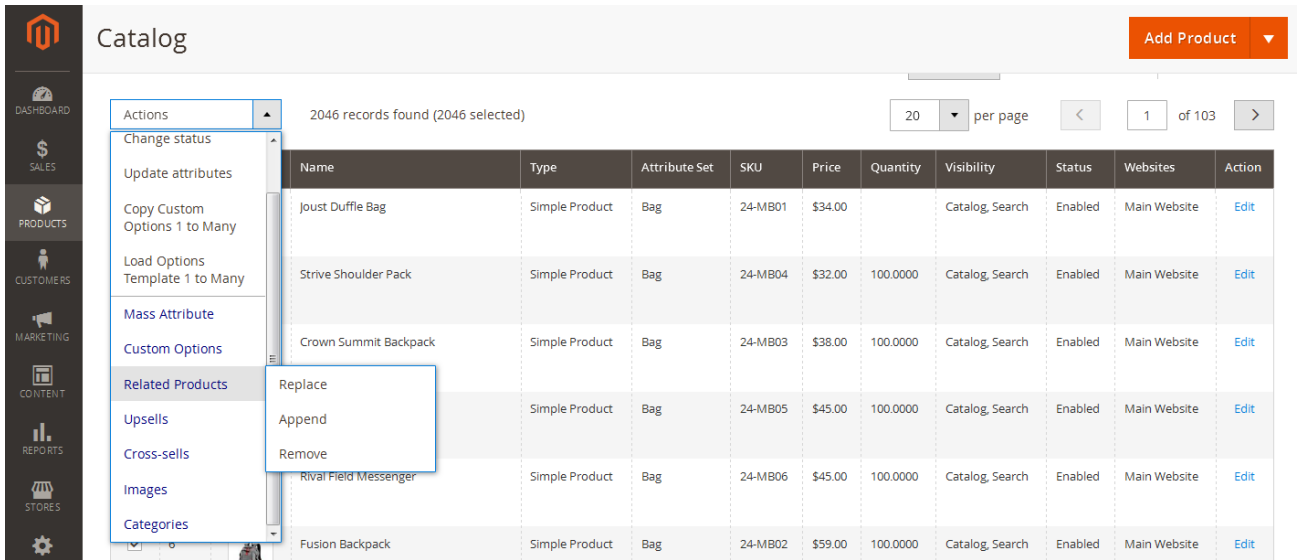 Catalog
Add Product
DASHBOARD
SALES
PRODUCTS
CUSTOMERS
MARKETING
CONTENT
REPORTS
STORES
Actions
2046 records found (2046 selected)
20 per page
1 of 103
Change status
Update attributes
Copy Custom
Options 1 to Many
Load Options
Template 1 to Many
Mass Attribute
Custom Options
Related Products
Upsells
Cross-sells
Images
Categories
Replace
Append
Remove
Name Type Attribute Set SKU Price Quantity Visibility Status Websites Action
Joust Duffle Bag Simple Product Bag 24-MB01 $34.00 Catalog, Search Enabled Main Website Edit
Strive Shoulder Pack Simple Product Bag 24-MB04 $32.00 100.0000 Catalog, Search Enabled Main Website Edit
Crown Summit Backpack Simple Product Bag 24-MB03 $38.00 100.0000 Catalog, Search Enabled Main Website Edit
Simple Product Bag 24-MB05 $45.00 100.0000 Catalog, Search Enabled Main Website Edit
Rival Field Messenger Simple Product Bag 24-MB06 $45.00 100.0000 Catalog, Search Enabled Main Website Edit
6 Fusion Backpack Simple Product Bag 24-MB02 $59.00 100.0000 Catalog, Search Enabled Main Website Edit